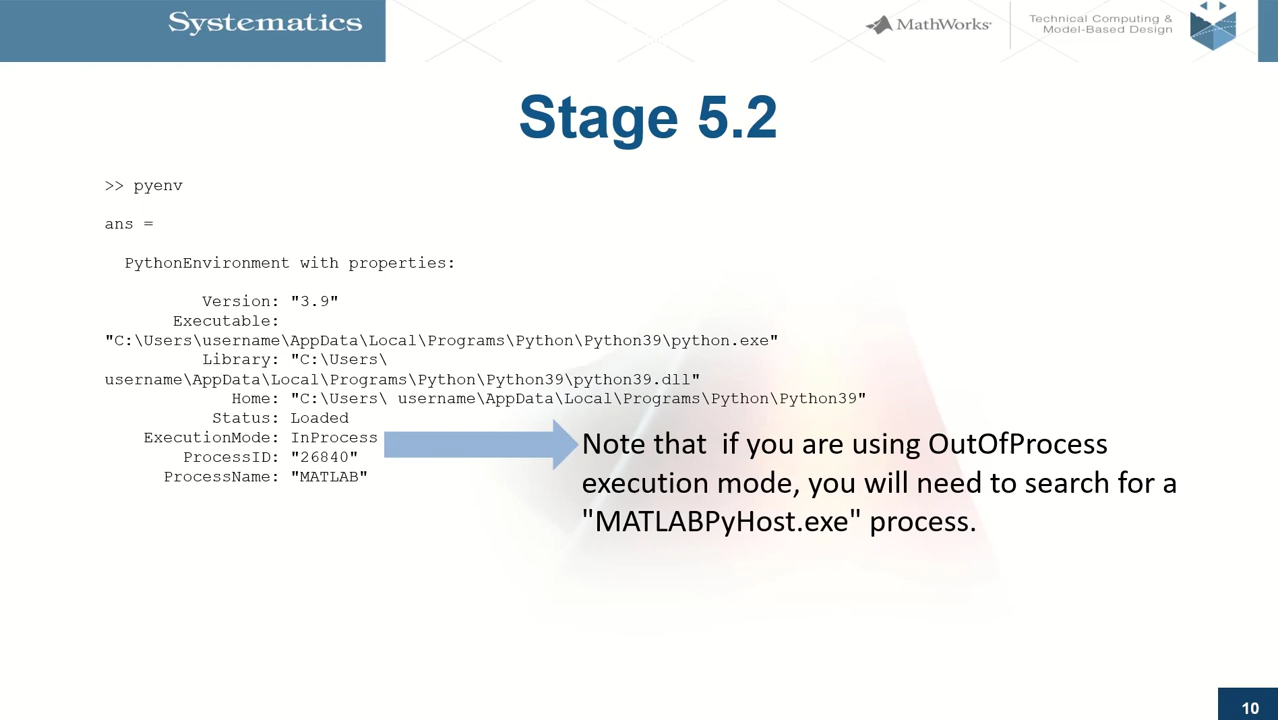 Systematics
MathWorks
Technical Computing &
Model-Based Design
Stage 5.2
>> pyenv
ans =
PythonEnvironment with properties:
Version: "3.9"
Executable:
"C:\Users\username\AppData\Local\Programs\Python\Python39\python.exe"
Library: "C:\Users\
username\AppData\Local\Programs\Python\Python39\python39.dll"
Home: "C:\Users\ username\AppData\Local\Programs\Python\Python39"
Status: Loaded
ExecutionMode: InProcess
ProcessID: "26840"
ProcessName: "MATLAB"
Note that  if you are using OutOfProcess
execution mode, you will need to search for a
"MATLABPyHost.exe" process.
10